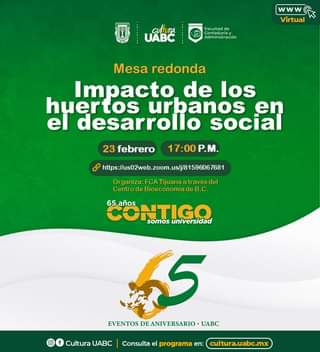 www
Virtual
Cultura
UABC
Facultad de
Contaduría y
Administración
Mesa redonda
Impacto de los
huertos urbanos en
el desarrollo social
23 febrero
17:00 P.M.
https://us02web.zoom.us/j/81596067681
Organiza: FCA Tijuana a través del
Centro de Bioeconomía de B.C.
65 años
CONTIGO
somos universidad
65
EVENTOS DE ANIVERSARIO · UABC
Cultura UABC | Consulta el programa en: cultura.uabc.mx